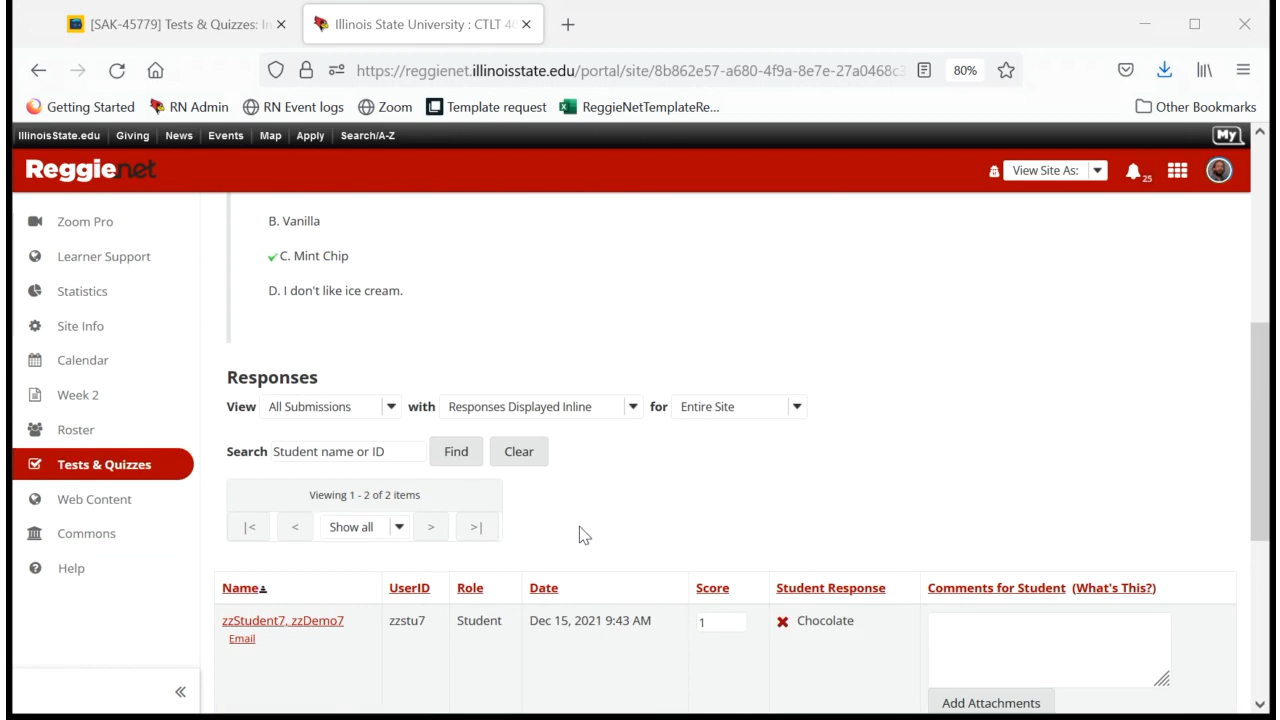 [SAK-45779] Tests & Quizzes: In
Illinois State University : CTLT 40
https://reggienet.illinoisstate.edu/portal/site/8b862e57-a680-4f9a-8e7e-27a0468c3
80%
Getting Started RN Admin RN Event logs Zoom Template request ReggieNetTemplateRe... Other Bookmarks
IllinoisState.edu Giving News Events Map Apply Search/A-Z My
Reggienet View Site As: 25
Zoom Pro
Learner Support
Statistics
Site Info
Calendar
Week 2
Roster
Tests & Quizzes
Web Content
Commons
Help
B. Vanilla
C. Mint Chip
D. I don't like ice cream.
Responses
View All Submissions with Responses Displayed Inline for Entire Site
Search Student name or ID Find Clear
Viewing 1 - 2 of 2 items
|< < Show all > >|
Name UserID Role Date Score Student Response Comments for Student (What's This?)
zzStudent7, zzDemo7 zzstu7 Student Dec 15, 2021 9:43 AM 1 Chocolate
Email
Add Attachments